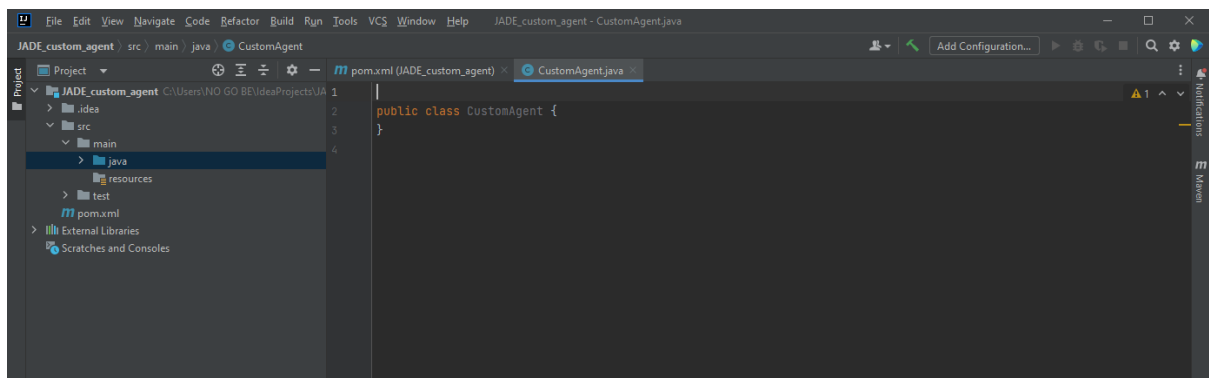 File Edit View Navigate Code Refactor Build Run Tools VCS Window Help JADE_custom_agent - CustomAgent.java
JADE_custom_agent src main java CustomAgent Add Configuration...
Project
Project
pom.xml (JADE_custom_agent) CustomAgent.java
JADE_custom_agent C:\Users\NO GO BE\IdeaProjects\JA
.idea
src
main
java
resources
test
pom.xml
External Libraries
Scratches and Consoles
1
2 public class CustomAgent {
3 }
4
1
Notifications
Maven